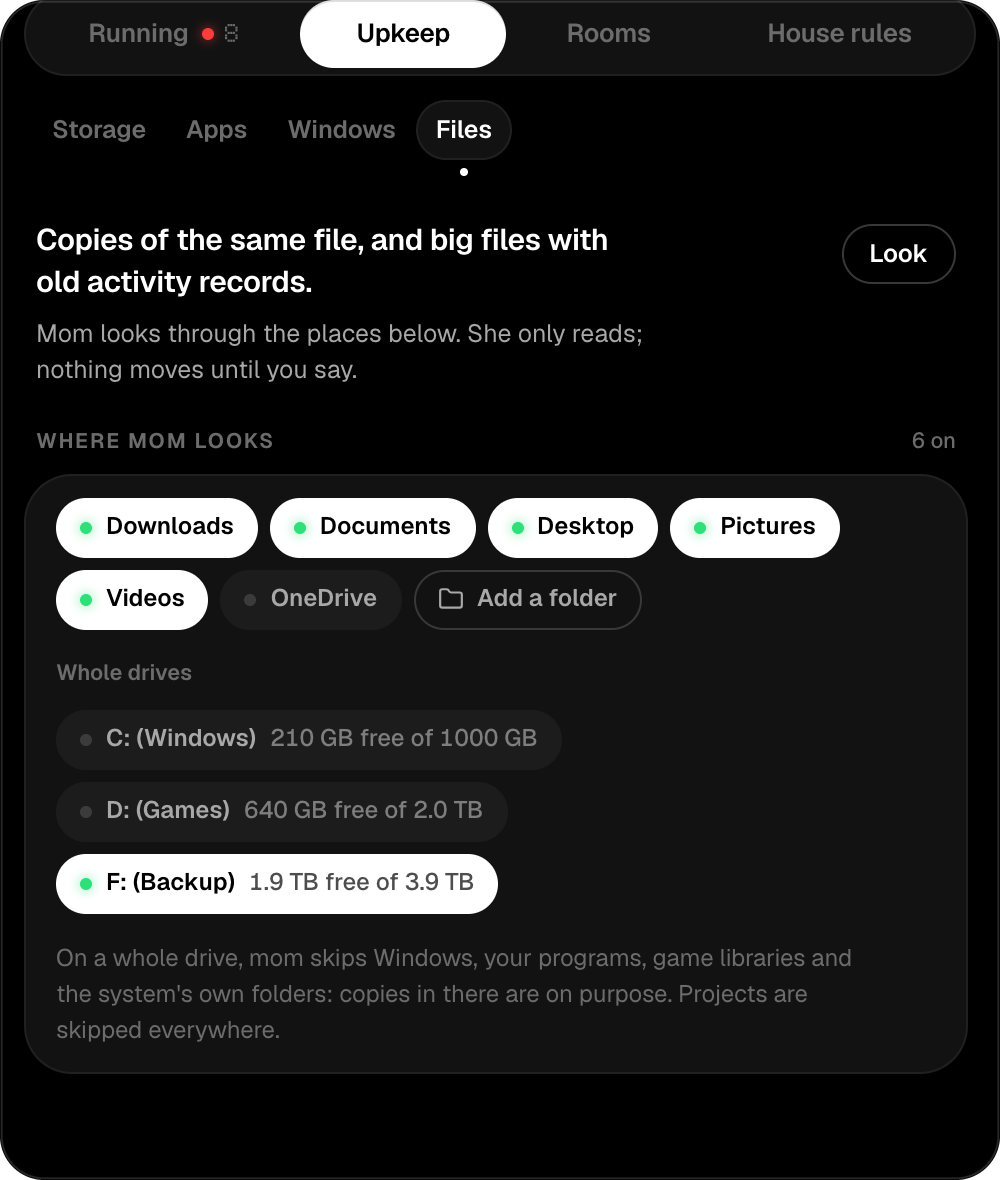 Running 8 Upkeep Rooms House rules
Storage Apps Windows Files
Copies of the same file, and big files with
old activity records.
Look
Mom looks through the places below. She only reads;
nothing moves until you say.
WHERE MOM LOOKS 6 on
Downloads Documents Desktop Pictures
Videos OneDrive Add a folder
Whole drives
C: (Windows) 210 GB free of 1000 GB
D: (Games) 640 GB free of 2.0 TB
F: (Backup) 1.9 TB free of 3.9 TB
On a whole drive, mom skips Windows, your programs, game libraries and
the system's own folders: copies in there are on purpose. Projects are
skipped everywhere.